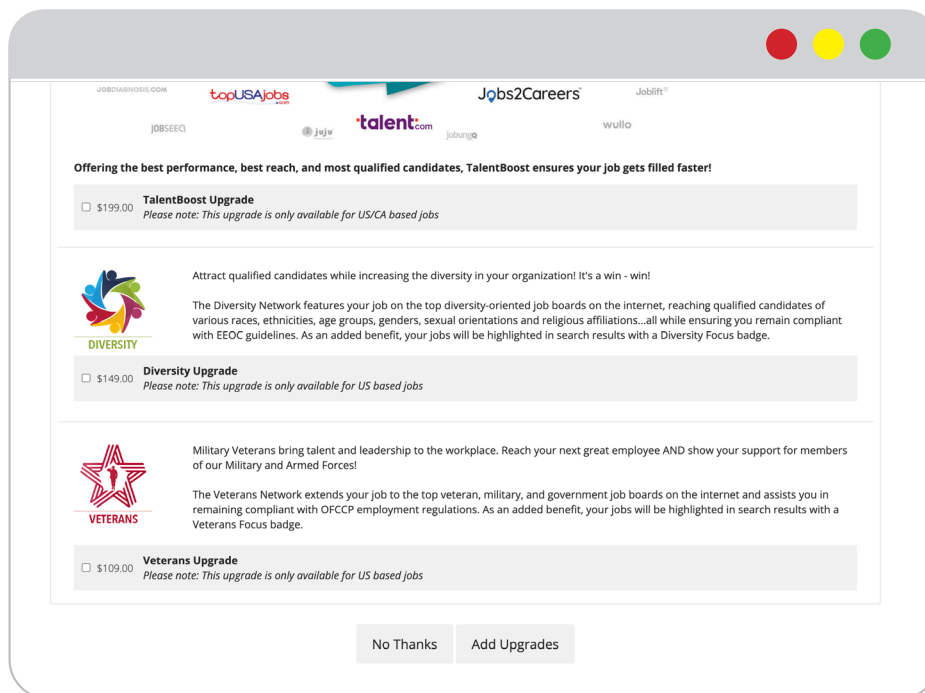 JOBDIAGNOSIS.COM
topUSAjobs
.com
Jobs2Careers
Joblift
JOBSEEQ
juju
talent.com
jobungo
wullo
Offering the best performance, best reach, and most qualified candidates, TalentBoost ensures your job gets filled faster!
$199.00
TalentBoost Upgrade
Please note: This upgrade is only available for US/CA based jobs
Attract qualified candidates while increasing the diversity in your organization! It's a win - win!
The Diversity Network features your job on the top diversity-oriented job boards on the internet, reaching qualified candidates of
various races, ethnicities, age groups, genders, sexual orientations and religious affiliations...all while ensuring you remain compliant
with EEOC guidelines. As an added benefit, your jobs will be highlighted in search results with a Diversity Focus badge.
DIVERSITY
$149.00
Diversity Upgrade
Please note: This upgrade is only available for US based jobs
Military Veterans bring talent and leadership to the workplace. Reach your next great employee AND show your support for members
of our Military and Armed Forces!
The Veterans Network extends your job to the top veteran, military, and government job boards on the internet and assists you in
remaining compliant with OFCCP employment regulations. As an added benefit, your jobs will be highlighted in search results with a
Veterans Focus badge.
VETERANS
$109.00
Veterans Upgrade
Please note: This upgrade is only available for US based jobs
No Thanks
Add Upgrades